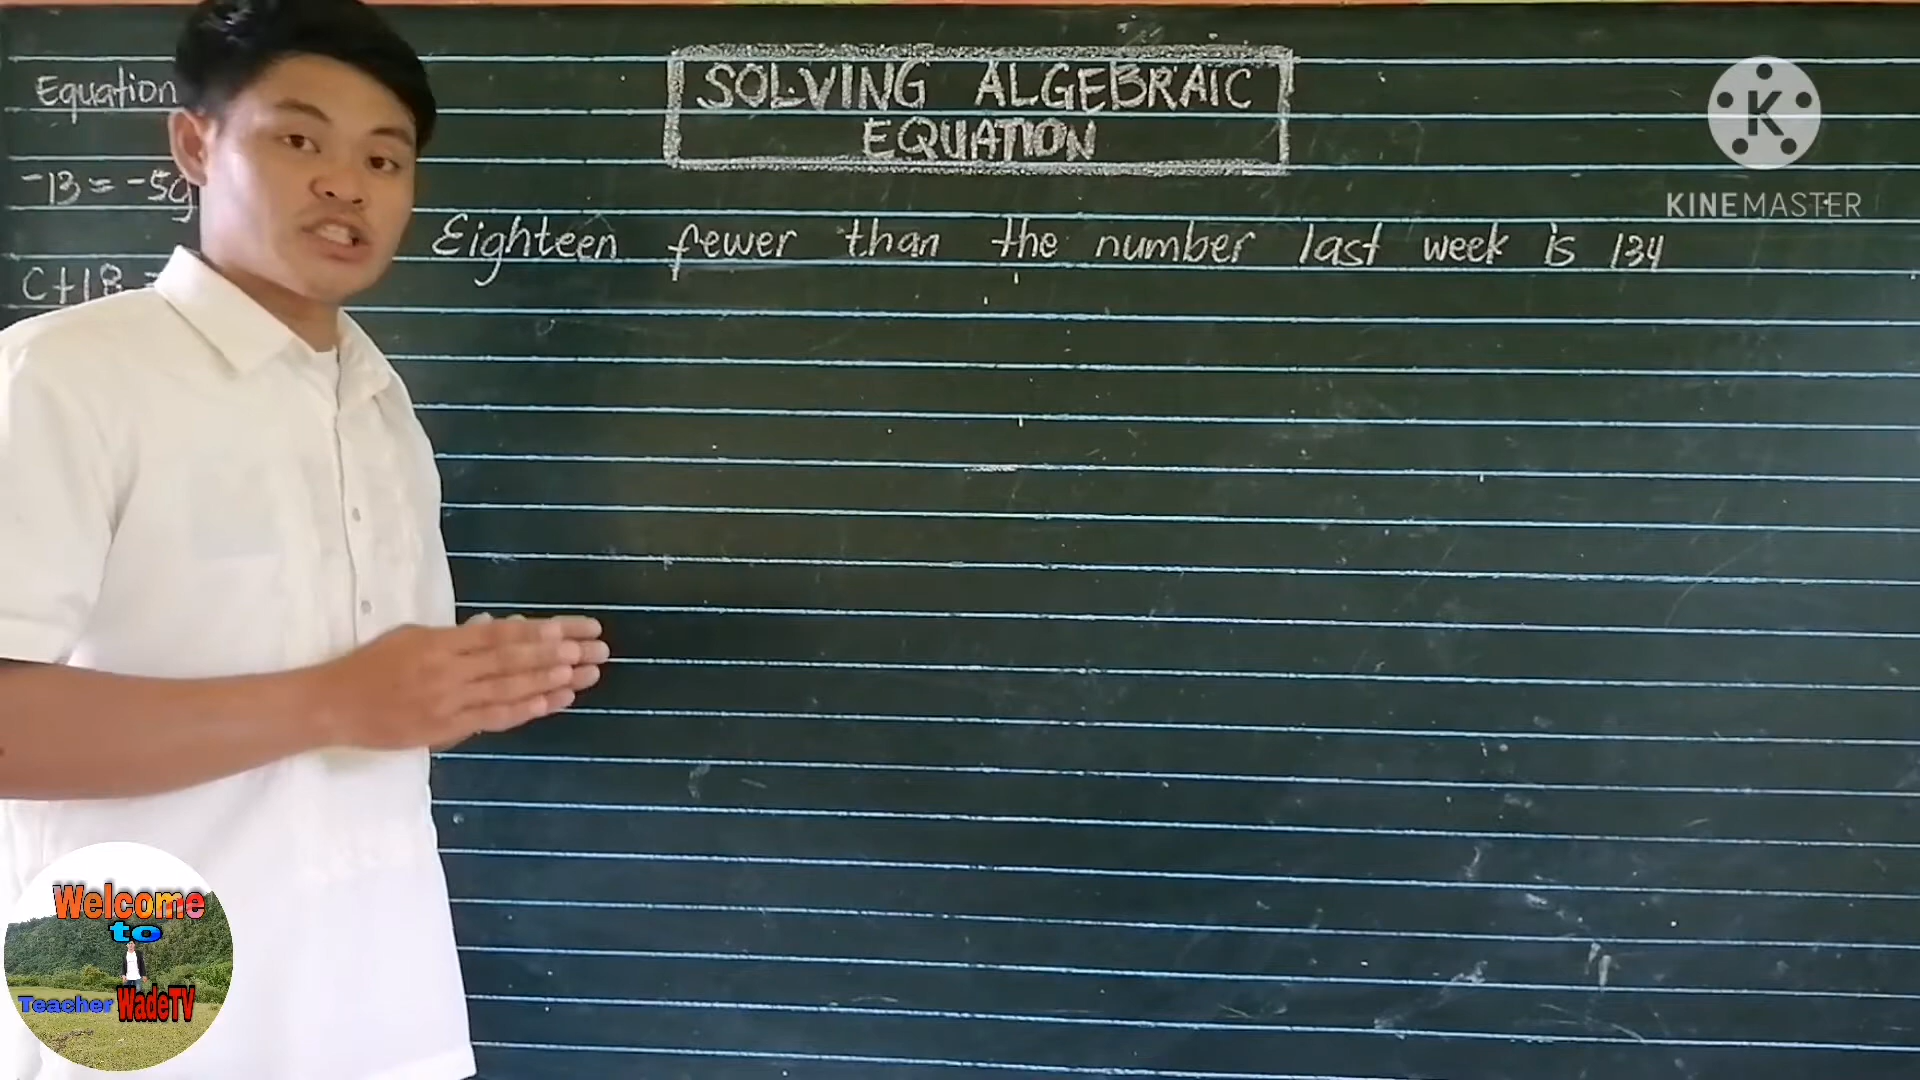 Equation
SOLVING ALGEBRAIC
EQUATION
-13 = -5g
C+18 =
Eighteen fewer than the number last week is 134
K
KINEMASTER
Welcome
to
Teacher WadeTV